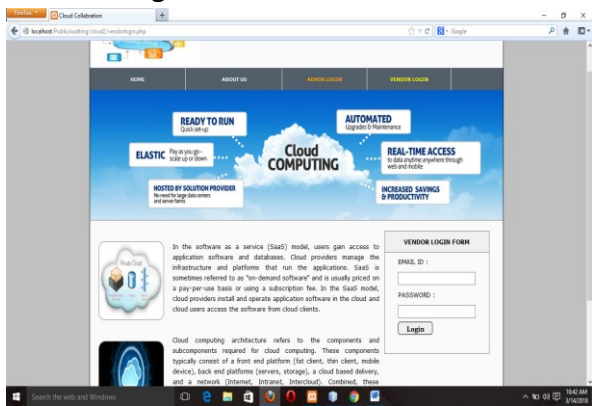 Firefox
Cloud Collabration
localhost/PublicAuditing/cloud2/vendorlogin.php
Google
HOME
ABOUT US
ADMIN LOGIN
VENDOR LOGIN
READY TO RUN
Quick set-up
AUTOMATED
Upgrades & Maintenance
ELASTIC
Pay as you go -
scale up or down
Cloud
COMPUTING
REAL-TIME ACCESS
to data anytime anywhere through
web and mobile
HOSTED BY SOLUTION PROVIDER
No need for large data centers
and server farms
INCREASED SAVINGS
& PRODUCTIVITY
Private Cloud
In the software as a service (SaaS) model, users gain access to
application software and databases. Cloud providers manage the
infrastructure and platforms that run the applications. SaaS is
sometimes referred to as "on-demand software" and is usually priced on
a pay-per-use basis or using a subscription fee. In the SaaS model,
cloud providers install and operate application software in the cloud and
cloud users access the software from cloud clients.
VENDOR LOGIN FORM
EMAIL ID :
PASSWORD :
Login
Cloud computing architecture refers to the components and
subcomponents required for cloud computing. These components
typically consist of a front end platform (fat client, thin client, mobile
device), back end platforms (servers, storage), a cloud based delivery,
and a network (Internet, Intranet, Intercloud). Combined, these
Search the web and Windows
10:42 AM
3/14/2018